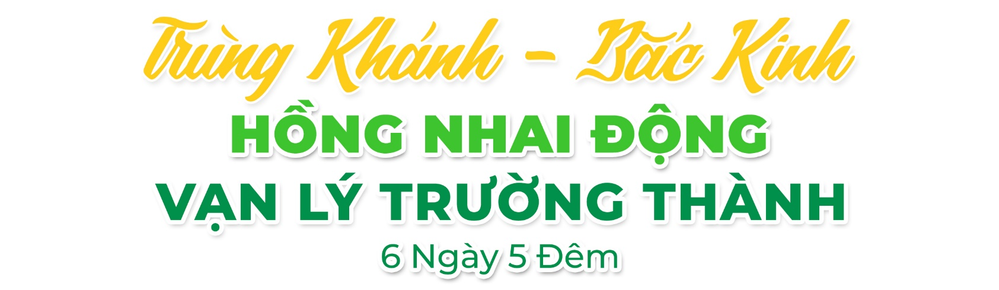 Trùng Khánh - Bắc Kinh
HỒNG NHAI ĐỘNG
VẠN LÝ TRƯỜNG THÀNH
6 Ngày 5 Đêm